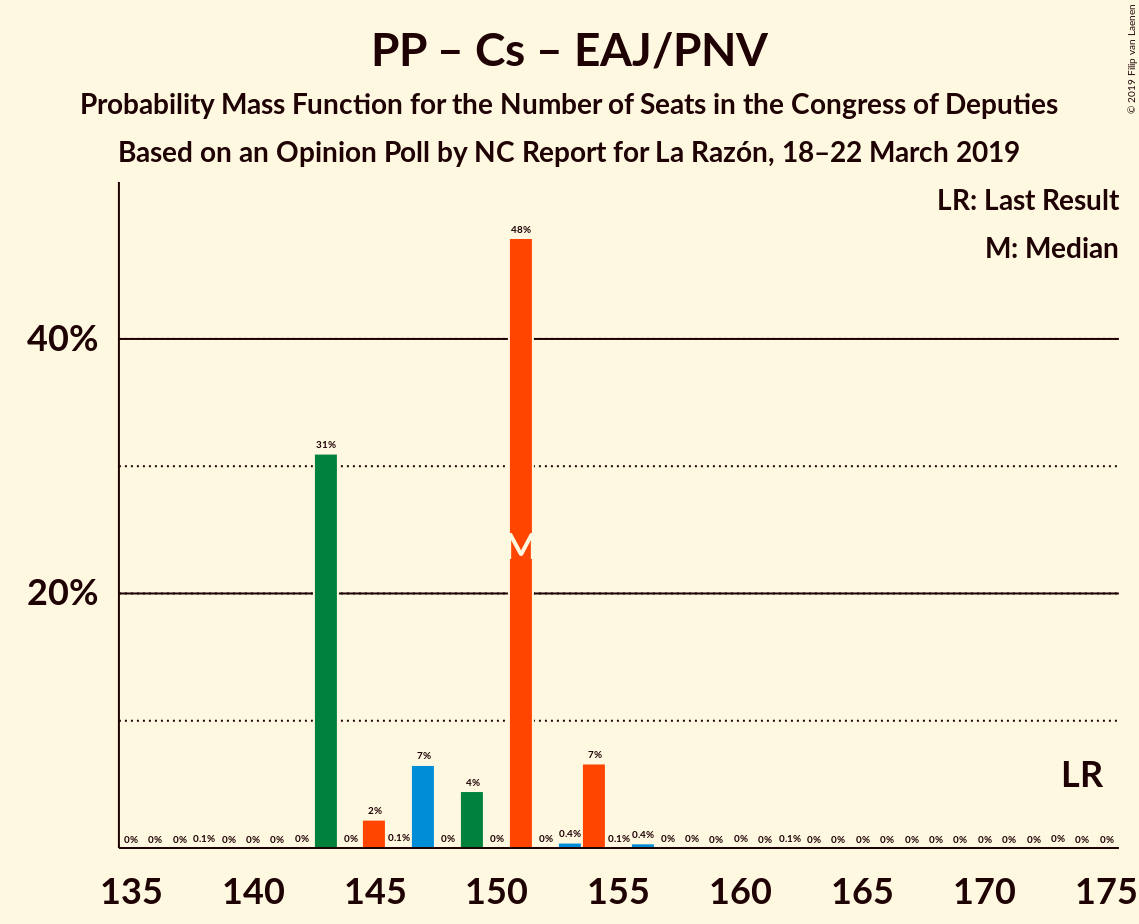 PP – Cs – EAJ/PNV
Probability Mass Function for the Number of Seats in the Congress of Deputies
Based on an Opinion Poll by NC Report for La Razón, 18–22 March 2019
© 2019 Filip van Laenen
LR: Last Result
M: Median
48%
40%
31%
M
20%
7% 7%
LR
4%
2%
0% 0% 0% 0.1% 0% 0% 0% 0% 0% 0.1% 0% 0% 0% 0.4% 0.1% 0.4% 0% 0% 0% 0% 0% 0.1% 0% 0% 0% 0% 0% 0% 0% 0% 0% 0% 0% 0% 0%
135 140 145 150 155 160 165 170 175